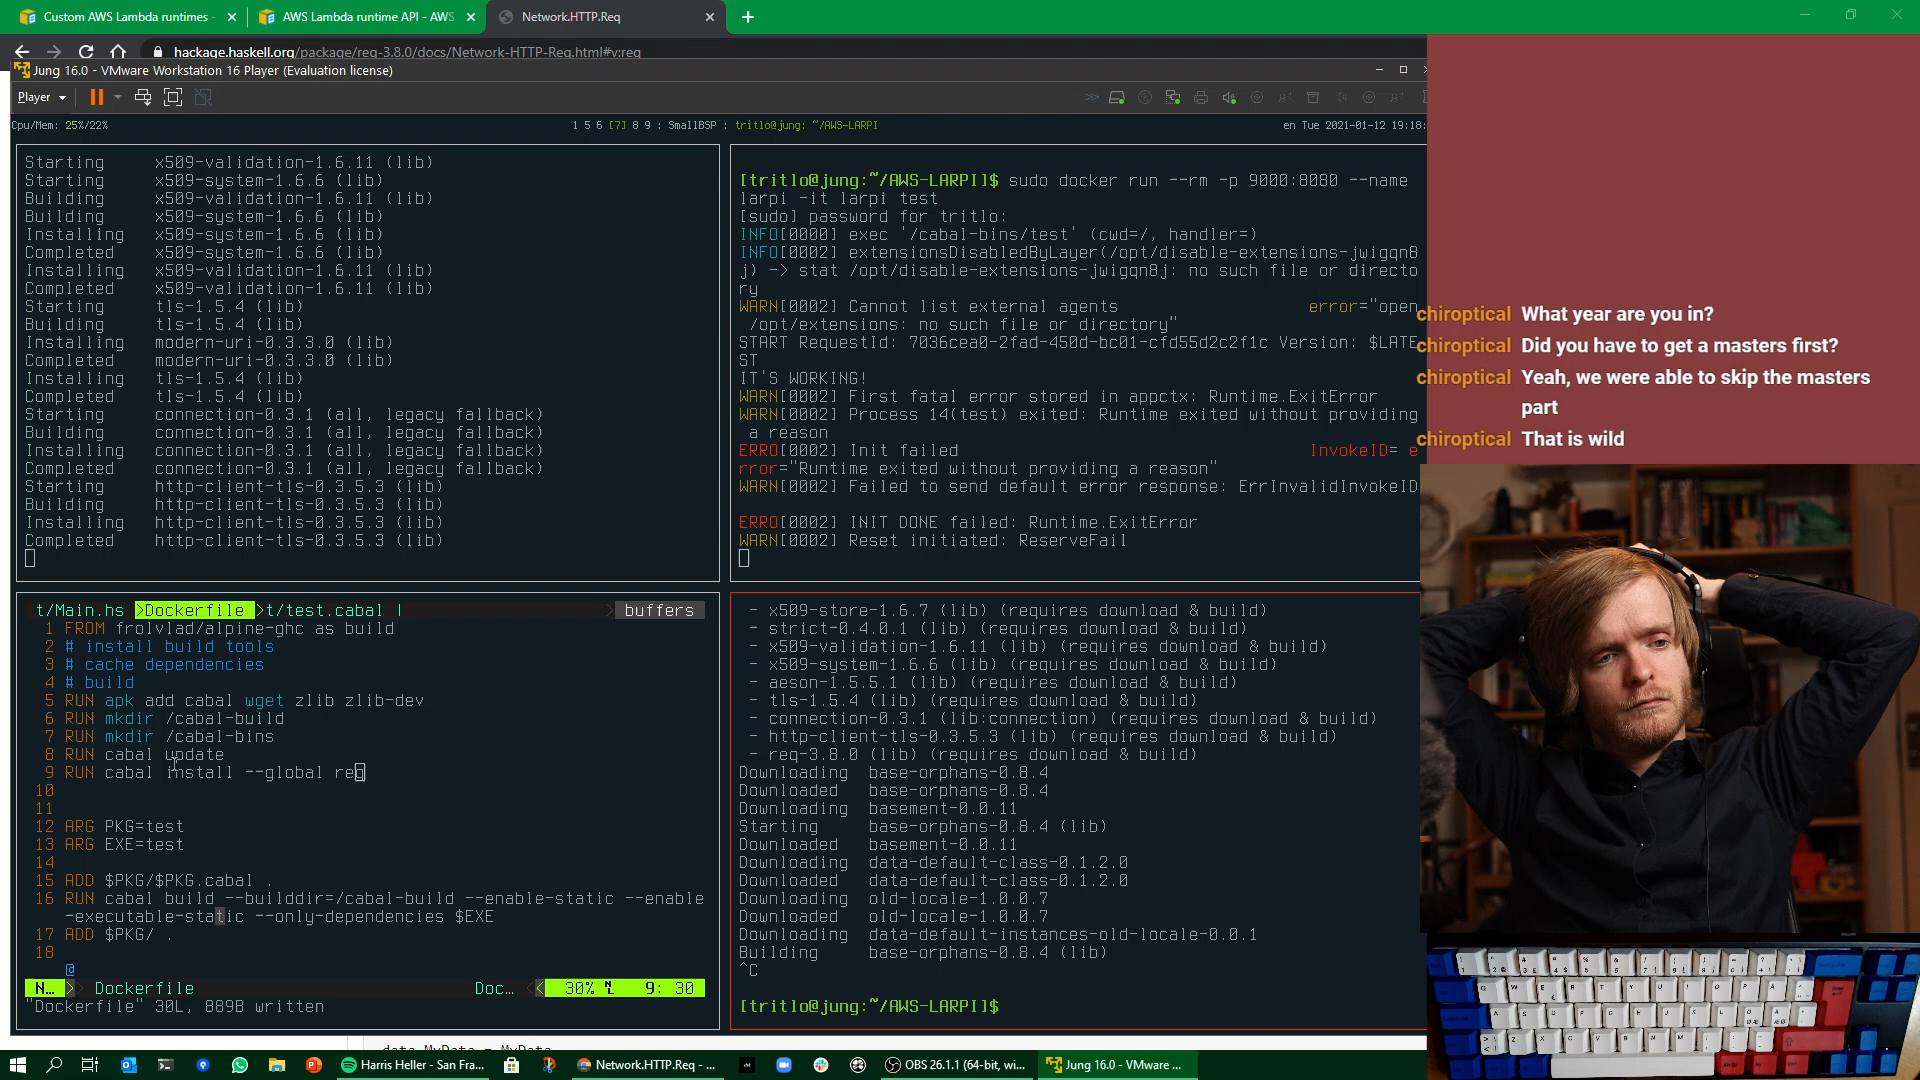 Custom AWS Lambda runtimes -
AWS Lambda runtime API - AWS
Network.HTTP.Req
hackage.haskell.org/package/req-3.8.0/docs/Network-HTTP-Req.html#v:req
Jung 16.0 - VMware Workstation 16 Player (Evaluation license)
Player
Cpu/Mem: 25%/22%
1 5 6 [7] 8 9 : SmallBSP : tritlo@jung: ~/AWS-LARPI
en Tue 2021-01-12 19:18:
Starting x509-validation-1.6.11 (lib)
Starting x509-system-1.6.6 (lib)
Building x509-validation-1.6.11 (lib)
Building x509-system-1.6.6 (lib)
Installing x509-system-1.6.6 (lib)
Completed x509-system-1.6.6 (lib)
Installing x509-validation-1.6.11 (lib)
Completed x509-validation-1.6.11 (lib)
Starting tls-1.5.4 (lib)
Building tls-1.5.4 (lib)
Installing modern-uri-0.3.3.0 (lib)
Completed modern-uri-0.3.3.0 (lib)
Installing tls-1.5.4 (lib)
Completed tls-1.5.4 (lib)
Starting connection-0.3.1 (all, legacy fallback)
Building connection-0.3.1 (all, legacy fallback)
Installing connection-0.3.1 (all, legacy fallback)
Completed connection-0.3.1 (all, legacy fallback)
Starting http-client-tls-0.3.5.3 (lib)
Building http-client-tls-0.3.5.3 (lib)
Installing http-client-tls-0.3.5.3 (lib)
Completed http-client-tls-0.3.5.3 (lib)
[tritlo@jung:~/AWS-LARPI]$ sudo docker run --rm -p 9000:8080 --name
larpi -it larpi test
[sudo] password for tritlo:
INFO[0000] exec '/cabal-bins/test' (cwd=/, handler=)
INFO[0002] extensionsDisabledByLayer(/opt/disable-extensions-jwigqn8
j) -> stat /opt/disable-extensions-jwigqn8j: no such file or directo
ry
WARN[0002] Cannot list external agents error="open
/opt/extensions: no such file or directory"
START RequestId: 7036cea0-2fad-450d-bc01-cfd55d2c2f1c Version: $LATE
ST
IT'S WORKING!
WARN[0002] First fatal error stored in appctx: Runtime.ExitError
WARN[0002] Process 14(test) exited: Runtime exited without providing
a reason
ERRO[0002] Init failed InvokeID= e
rror="Runtime exited without providing a reason"
WARN[0002] Failed to send default error response: ErrInvalidInvokeID
ERRO[0002] INIT DONE failed: Runtime.ExitError
WARN[0002] Reset initiated: ReserveFail
t/Main.hs >Dockerfile >t/test.cabal | buffers
1 FROM frolvlad/alpine-ghc as build
2 # install build tools
3 # cache dependencies
4 # build
5 RUN apk add cabal wget zlib zlib-dev
6 RUN mkdir /cabal-build
7 RUN mkdir /cabal-bins
8 RUN cabal update
9 RUN cabal install --global req
10
11
12 ARG PKG=test
13 ARG EXE=test
14
15 ADD $PKG/$PKG.cabal .
16 RUN cabal build --builddir=/cabal-build --enable-static --enable
-executable-static --only-dependencies $EXE
17 ADD $PKG/ .
18
@
N... > Dockerfile Doc... < 30% 9: 30
"Dockerfile" 30L, 889B written
- x509-store-1.6.7 (lib) (requires download & build)
- strict-0.4.0.1 (lib) (requires download & build)
- x509-validation-1.6.11 (lib) (requires download & build)
- x509-system-1.6.6 (lib) (requires download & build)
- aeson-1.5.5.1 (lib) (requires download & build)
- tls-1.5.4 (lib) (requires download & build)
- connection-0.3.1 (lib:connection) (requires download & build)
- http-client-tls-0.3.5.3 (lib) (requires download & build)
- req-3.8.0 (lib) (requires download & build)
Downloading base-orphans-0.8.4
Downloaded base-orphans-0.8.4
Downloading basement-0.0.11
Starting base-orphans-0.8.4 (lib)
Downloaded basement-0.0.11
Downloading data-default-class-0.1.2.0
Downloaded data-default-class-0.1.2.0
Downloading old-locale-1.0.0.7
Downloaded old-locale-1.0.0.7
Downloading data-default-instances-old-locale-0.0.1
Building base-orphans-0.8.4 (lib)
^C
[tritlo@jung:~/AWS-LARPI]$
chiroptical What year are you in?
chiroptical Did you have to get a masters first?
chiroptical Yeah, we were able to skip the masters
part
chiroptical That is wild
Harris Heller - San Fra...
Network.HTTP.Req - ...
OBS 26.1.1 (64-bit, wi...
Jung 16.0 - VMware ...